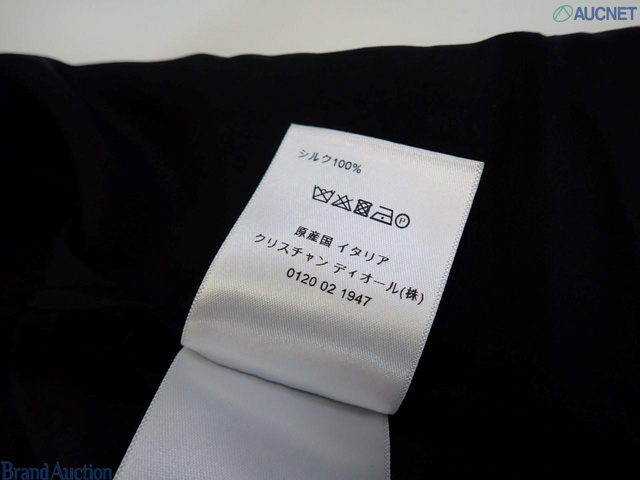 AUCNET
シルク100%
P
原産国 イタリア
クリスチャン ディオール(株)
0120 02 1947
Brand Auction